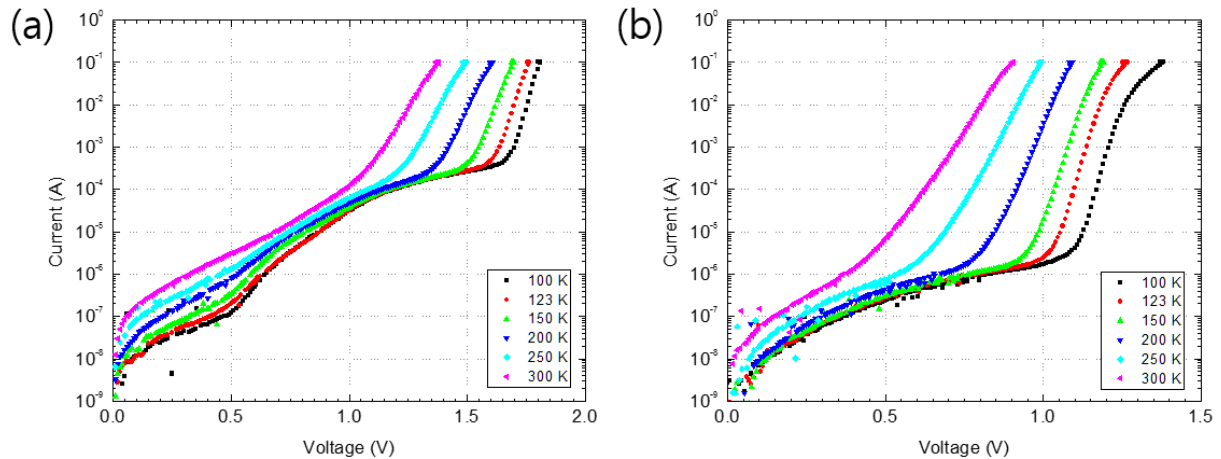 (a)
Current (A)
10⁰
10⁻¹
10⁻²
10⁻³
10⁻⁴
10⁻⁵
10⁻⁶
10⁻⁷
10⁻⁸
10⁻⁹
0.0 0.5 1.0 1.5 2.0
Voltage (V)
100 K
123 K
150 K
200 K
250 K
300 K
(b)
Current (A)
10⁰
10⁻¹
10⁻²
10⁻³
10⁻⁴
10⁻⁵
10⁻⁶
10⁻⁷
10⁻⁸
10⁻⁹
0.0 0.5 1.0 1.5
Voltage (V)
100 K
123 K
150 K
200 K
250 K
300 K